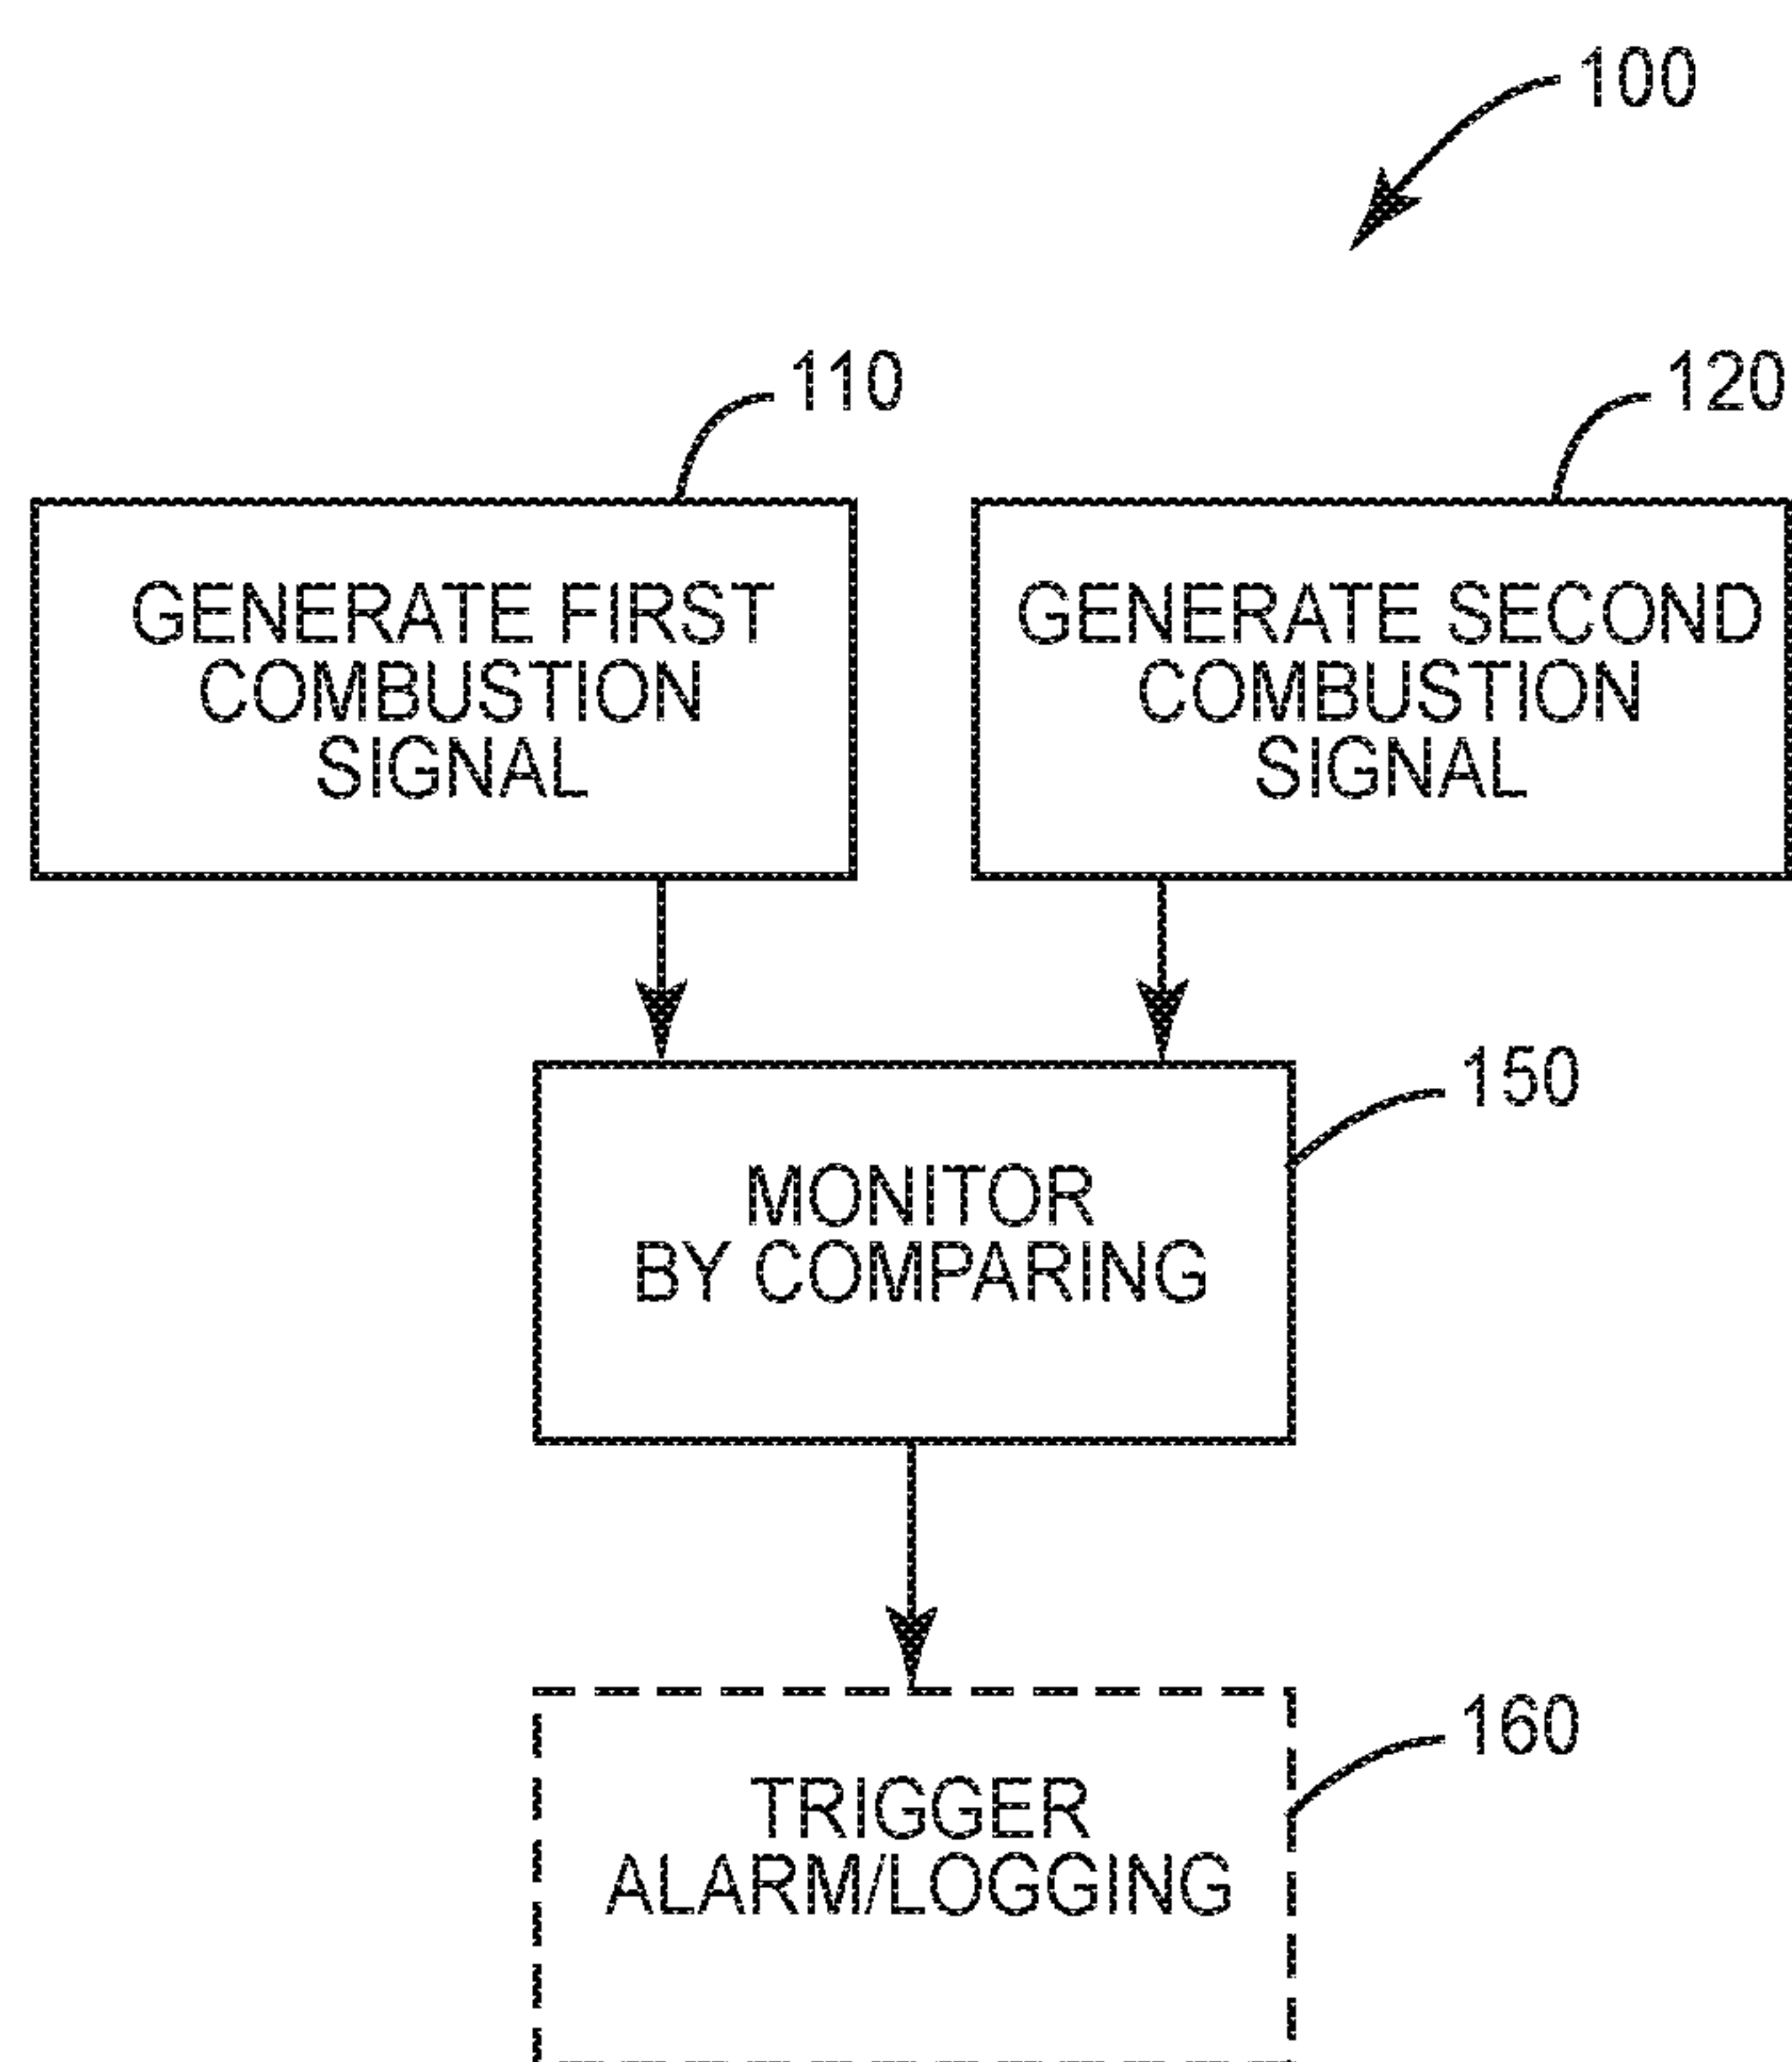 100
110
120
GENERATE FIRST
COMBUSTION
SIGNAL
GENERATE SECOND
COMBUSTION
SIGNAL
150
MONITOR
BY COMPARING
160
TRIGGER
ALARM/LOGGING